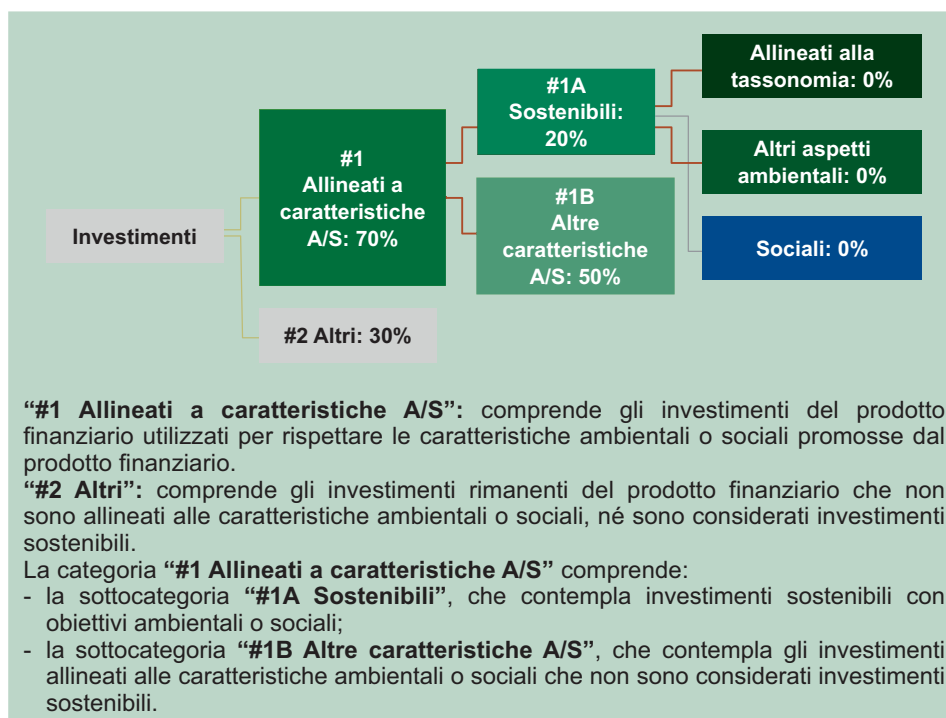 Investimenti
#1
Allineati a
caratteristiche
A/S: 70%
#2 Altri: 30%
#1A
Sostenibili:
20%
#1B
Altre
caratteristiche
A/S: 50%
Allineati alla
tassonomia: 0%
Altri aspetti
ambientali: 0%
Sociali: 0%
“#1 Allineati a caratteristiche A/S”: comprende gli investimenti del prodotto
finanziario utilizzati per rispettare le caratteristiche ambientali o sociali promosse dal
prodotto finanziario.
“#2 Altri”: comprende gli investimenti rimanenti del prodotto finanziario che non
sono allineati alle caratteristiche ambientali o sociali, né sono considerati investimenti
sostenibili.
La categoria “#1 Allineati a caratteristiche A/S” comprende:
- la sottocategoria “#1A Sostenibili”, che contempla investimenti sostenibili con
obiettivi ambientali o sociali;
- la sottocategoria “#1B Altre caratteristiche A/S”, che contempla gli investimenti
allineati alle caratteristiche ambientali o sociali che non sono considerati investimenti
sostenibili.